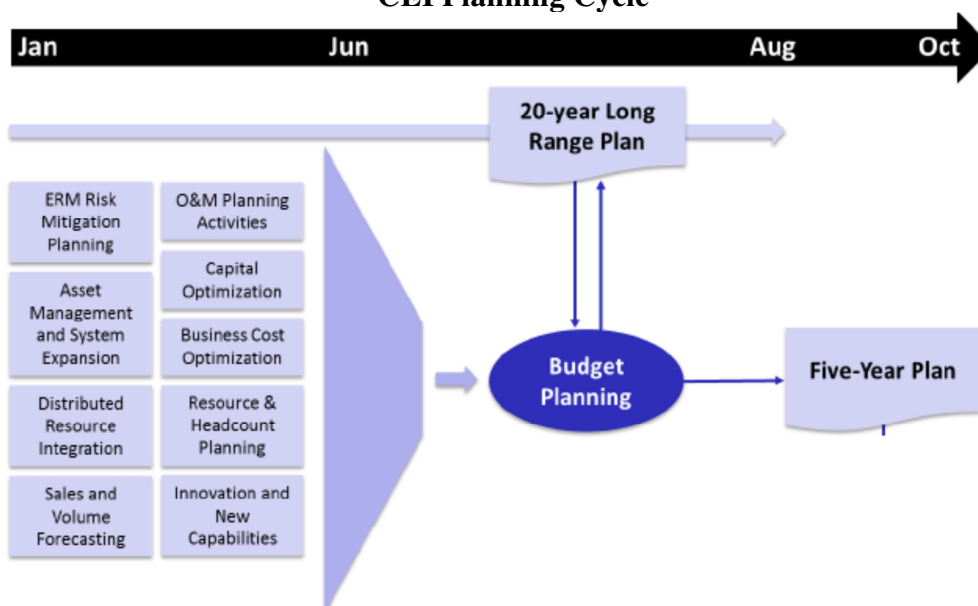 Planning Cycle
Jan Jun Aug Oct
20-year Long
Range Plan
ERM Risk
Mitigation
Planning
O&M Planning
Activities
Asset
Management
and System
Expansion
Capital
Optimization
Business Cost
Optimization
Distributed
Resource
Integration
Resource &
Headcount
Planning
Sales and
Volume
Forecasting
Innovation and
New
Capabilities
Budget
Planning
Five-Year Plan